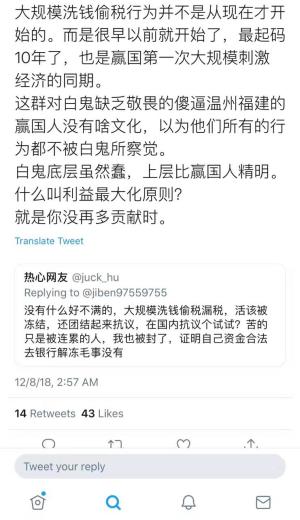 大规模洗钱偷税行为并不是从现在才开
始的。而是很早以前就开始了，最起码
10年了，也是赢国第一次大规模刺激
经济的同期。
这群对白鬼缺乏敬畏的傻逼温州福建的
赢国人没有啥文化，以为他们所有的行
为都不被白鬼所察觉。
白鬼底层虽然蠢，上层比赢国人精明。
什么叫利益最大化原则？
就是你没再多贡献时。
Translate Tweet
热心网友 @juck_hu
Replying to @jiben97559755
没有什么好不满的，大规模洗钱偷税漏税，活该被
冻结，还团结起来抗议，在国内抗议个试试？苦的
只是被连累的人，我也被封了，证明自己资金合法
去银行解冻毛事没有
12/8/18, 2:57 AM
14 Retweets 43 Likes
Tweet your reply